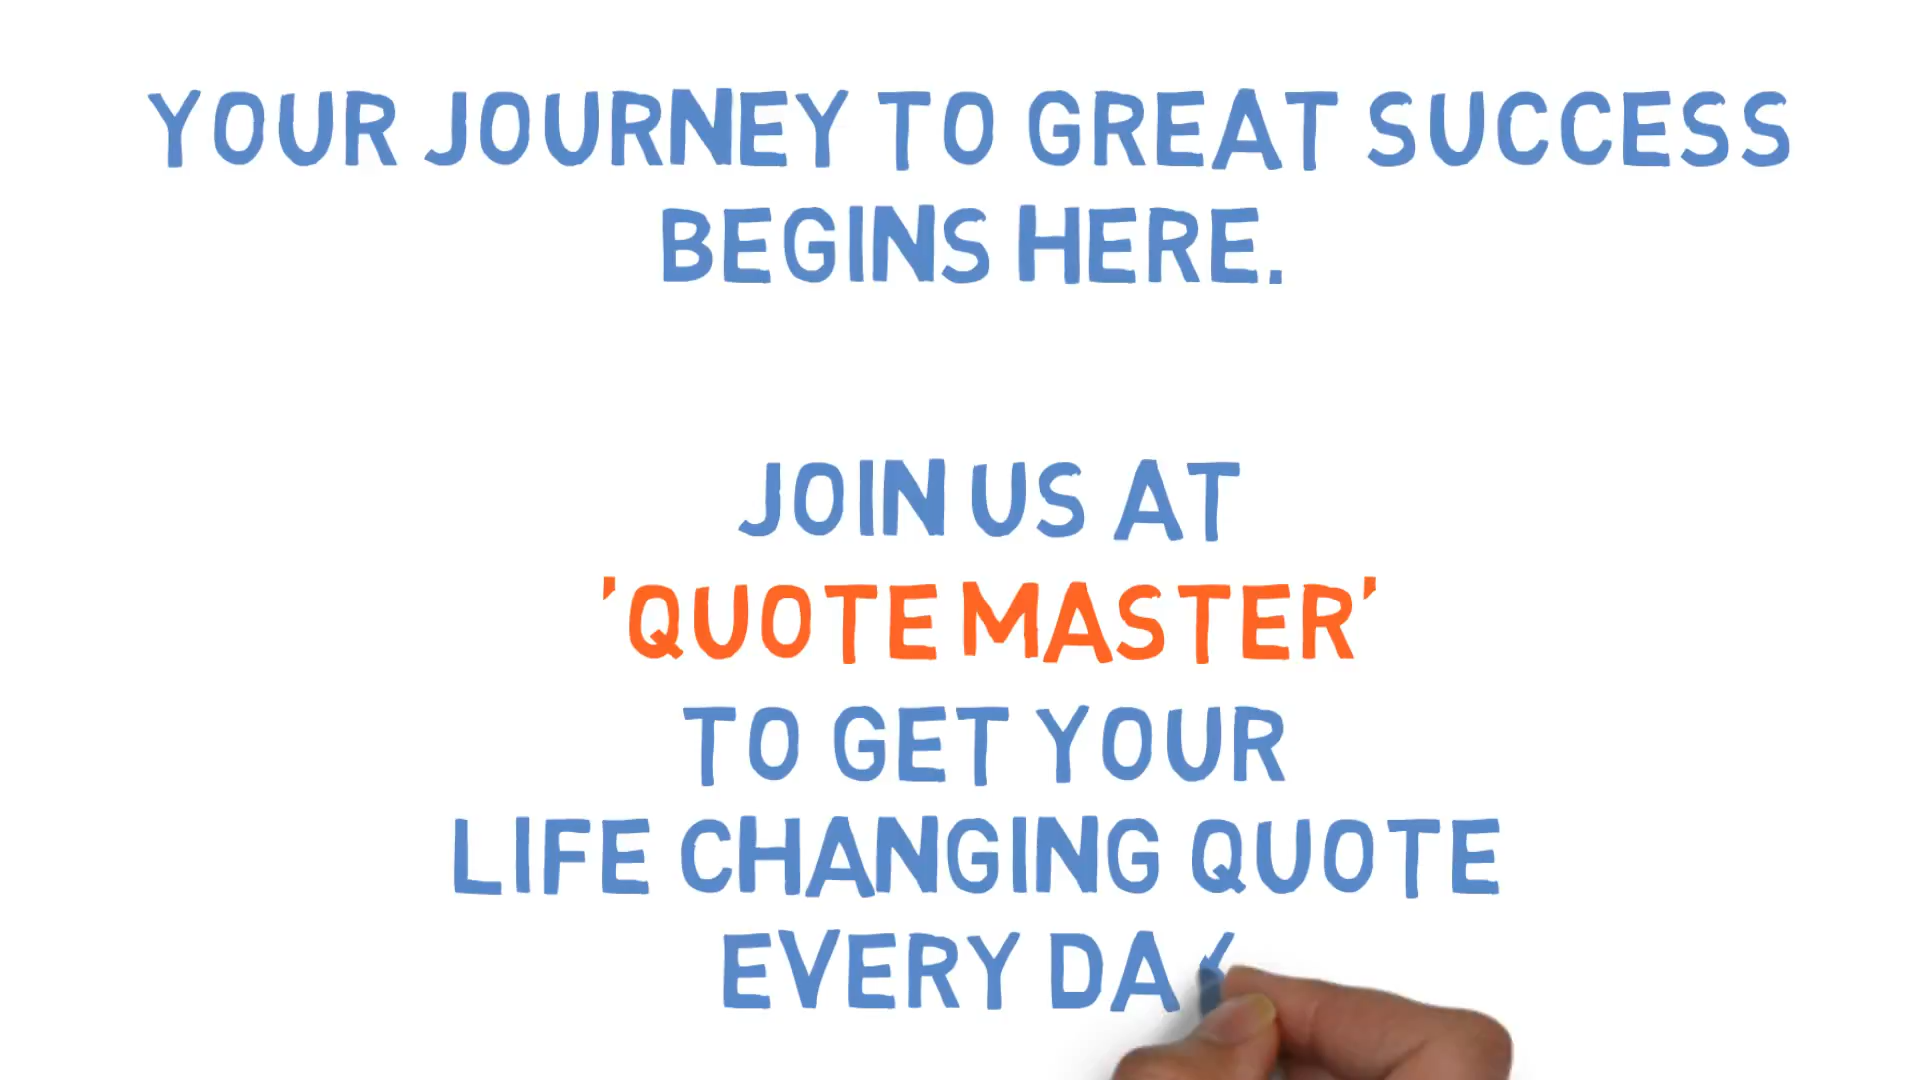 YOUR JOURNEY TO GREAT SUCCESS
BEGINS HERE.
JOIN US AT
'QUOTE MASTER'
TO GET YOUR
LIFE CHANGING QUOTE
EVERY DAY